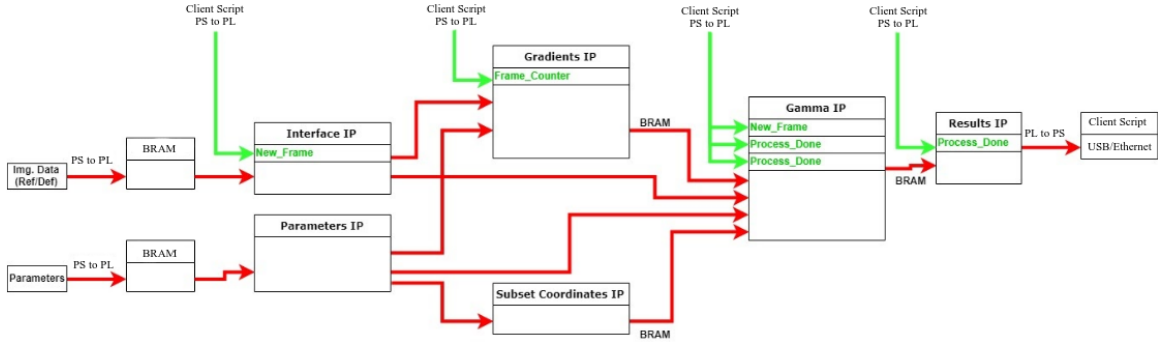 Client Script
PS to PL
Client Script
PS to PL
Client Script
PS to PL
Client Script
PS to PL
Gradients IP
Frame_Counter
Interface IP
New_Frame
BRAM
Img. Data
(Ref/Def)
PS to PL
BRAM
Gamma IP
New_Frame
Process_Done
Process_Done
BRAM
Results IP
Process_Done
PL to PS
Client Script
USB/Ethernet
Parameters IP
Parameters
PS to PL
BRAM
Subset Coordinates IP
BRAM